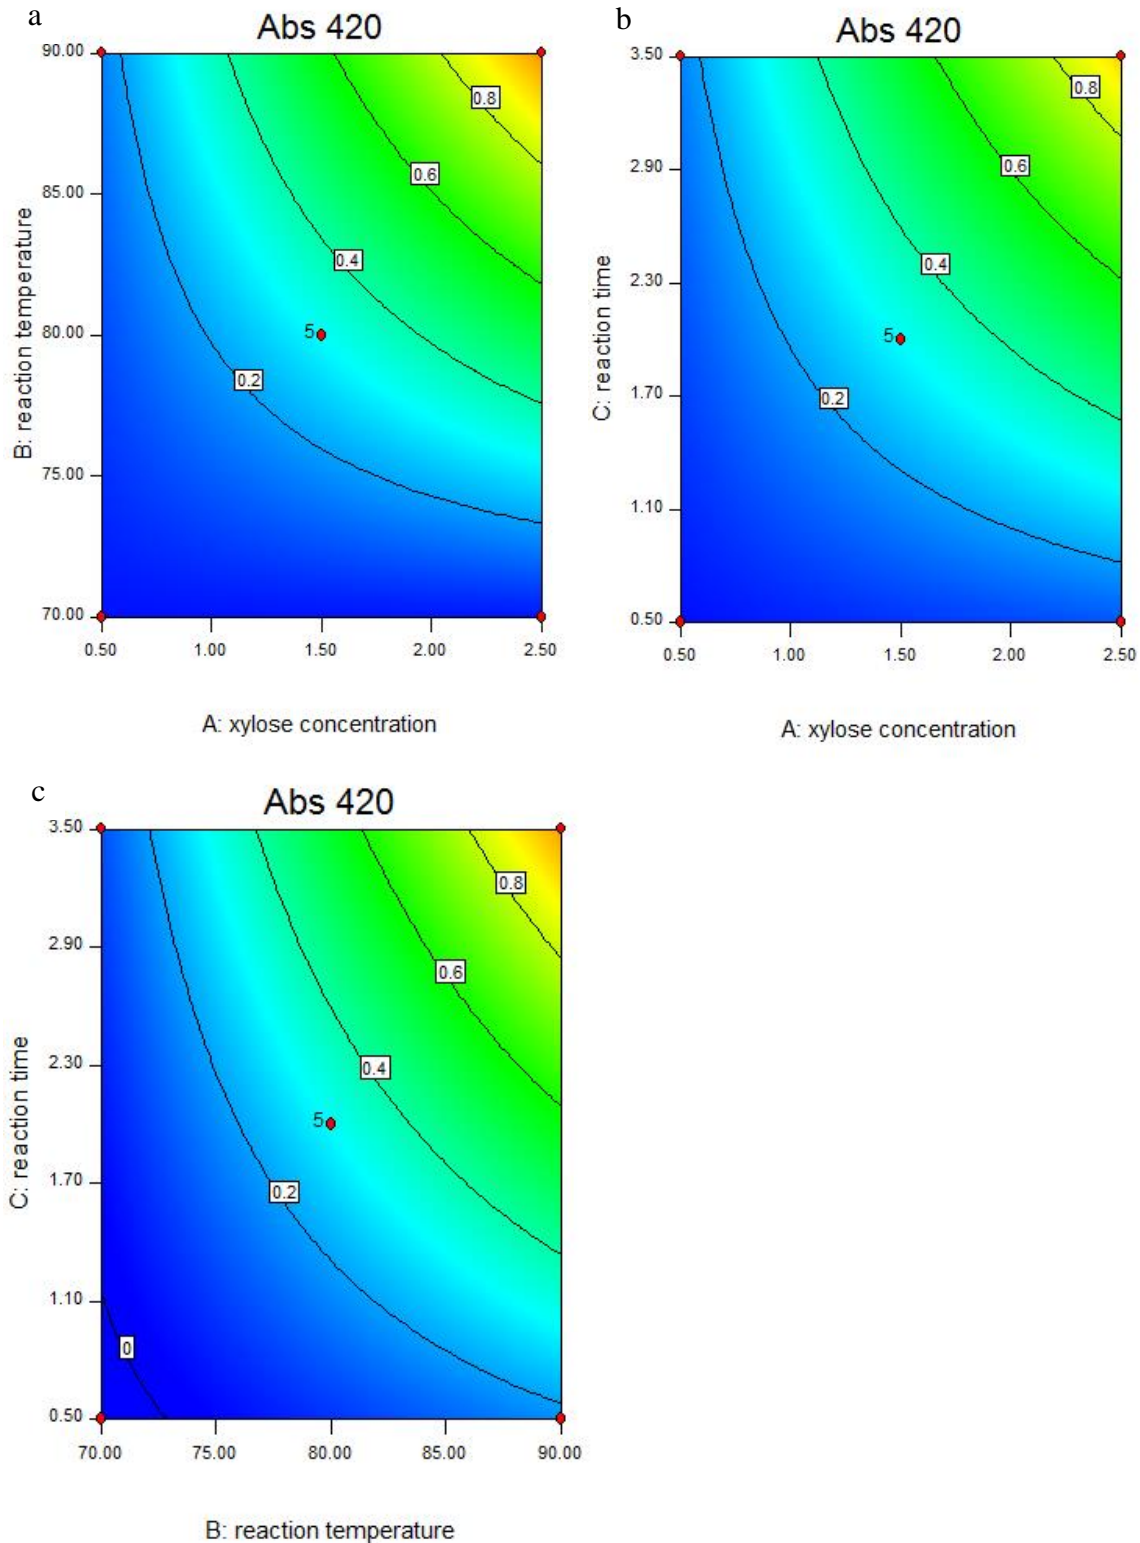 a
Abs 420
90.00
85.00
80.00
75.00
70.00
B: reaction temperature
0.8
0.6
0.4
5
0.2
0.50 1.00 1.50 2.00 2.50
A: xylose concentration
b
Abs 420
3.50
2.90
2.30
1.70
1.10
0.50
C: reaction time
0.8
0.6
0.4
5
0.2
0.50 1.00 1.50 2.00 2.50
A: xylose concentration
c
Abs 420
3.50
2.90
2.30
1.70
1.10
0.50
C: reaction time
0.8
0.6
0.4
5
0.2
0
70.00 75.00 80.00 85.00 90.00
B: reaction temperature